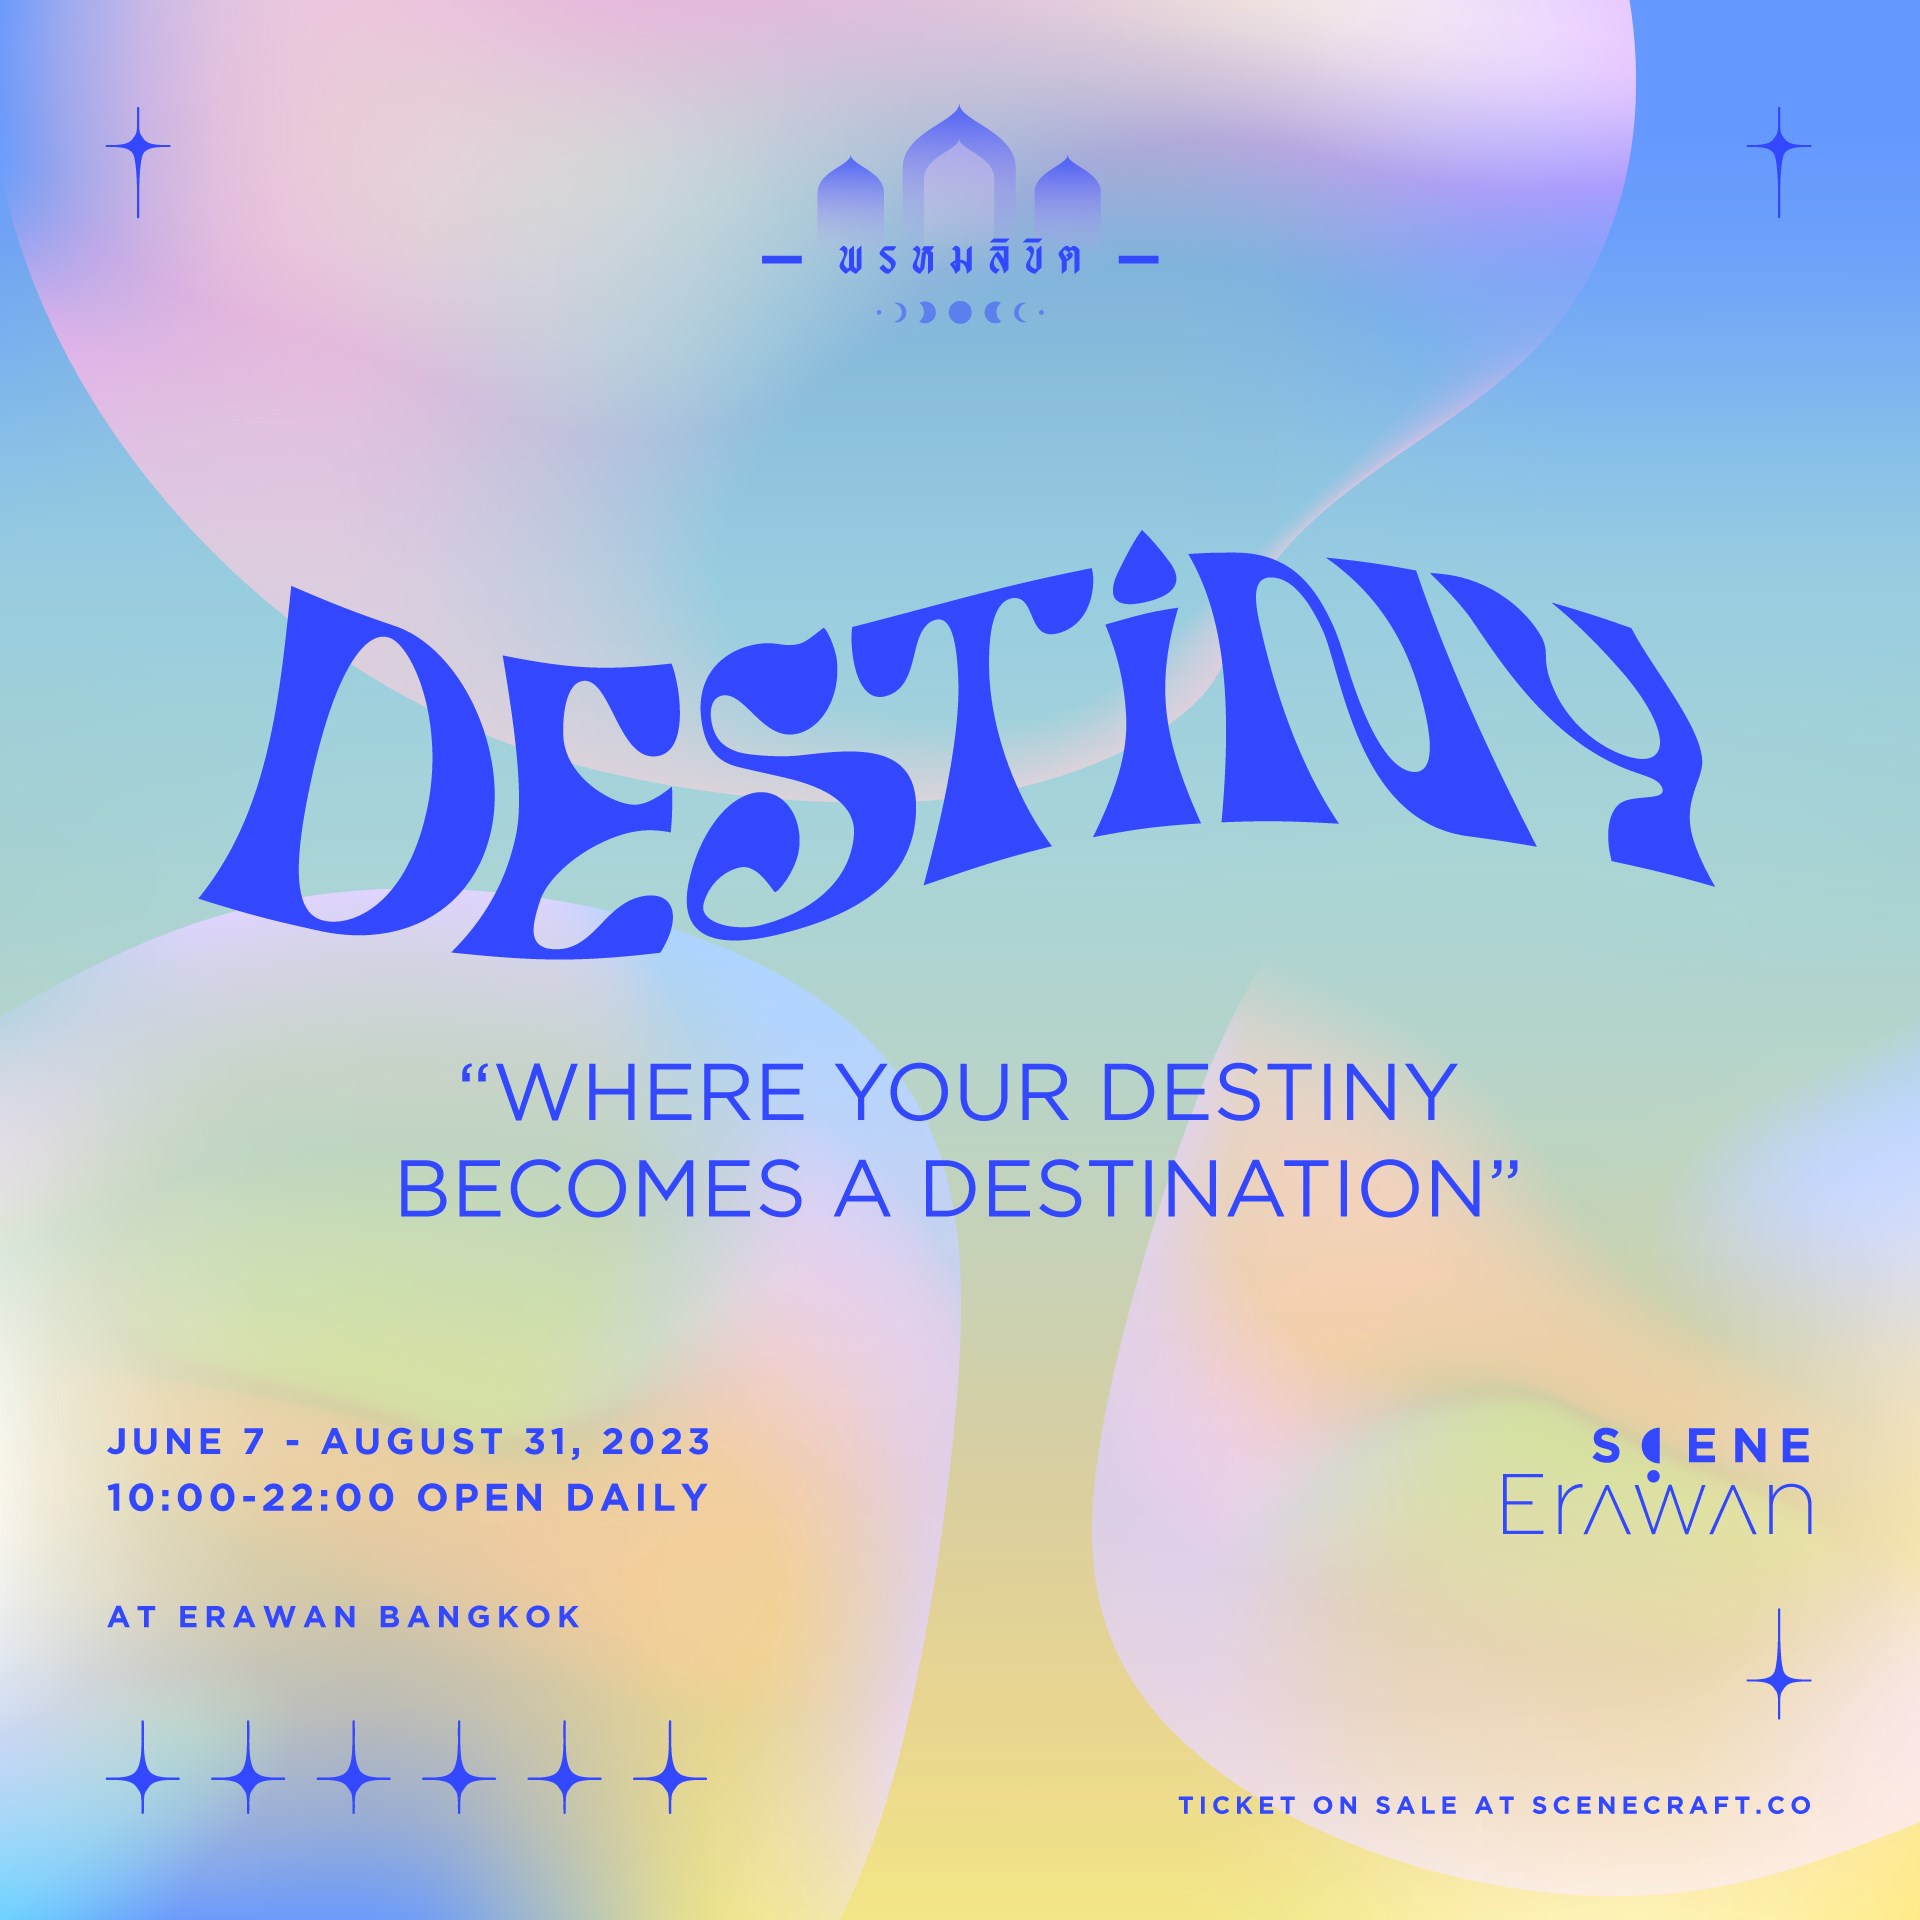 พรหมลิขิต
DESTiNY
“WHERE YOUR DESTINY
BECOMES A DESTINATION”
JUNE 7 - AUGUST 31, 2023
10:00-22:00 OPEN DAILY
AT ERAWAN BANGKOK
SCENE
Erawan
TICKET ON SALE AT SCENECRAFT.CO